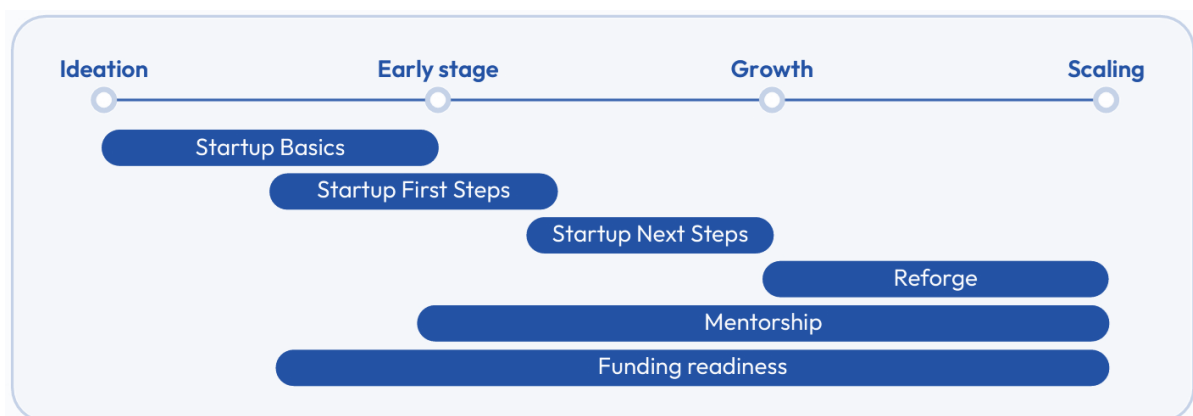 Ideation Early stage Growth Scaling
Startup Basics
Startup First Steps
Startup Next Steps
Reforge
Mentorship
Funding readiness